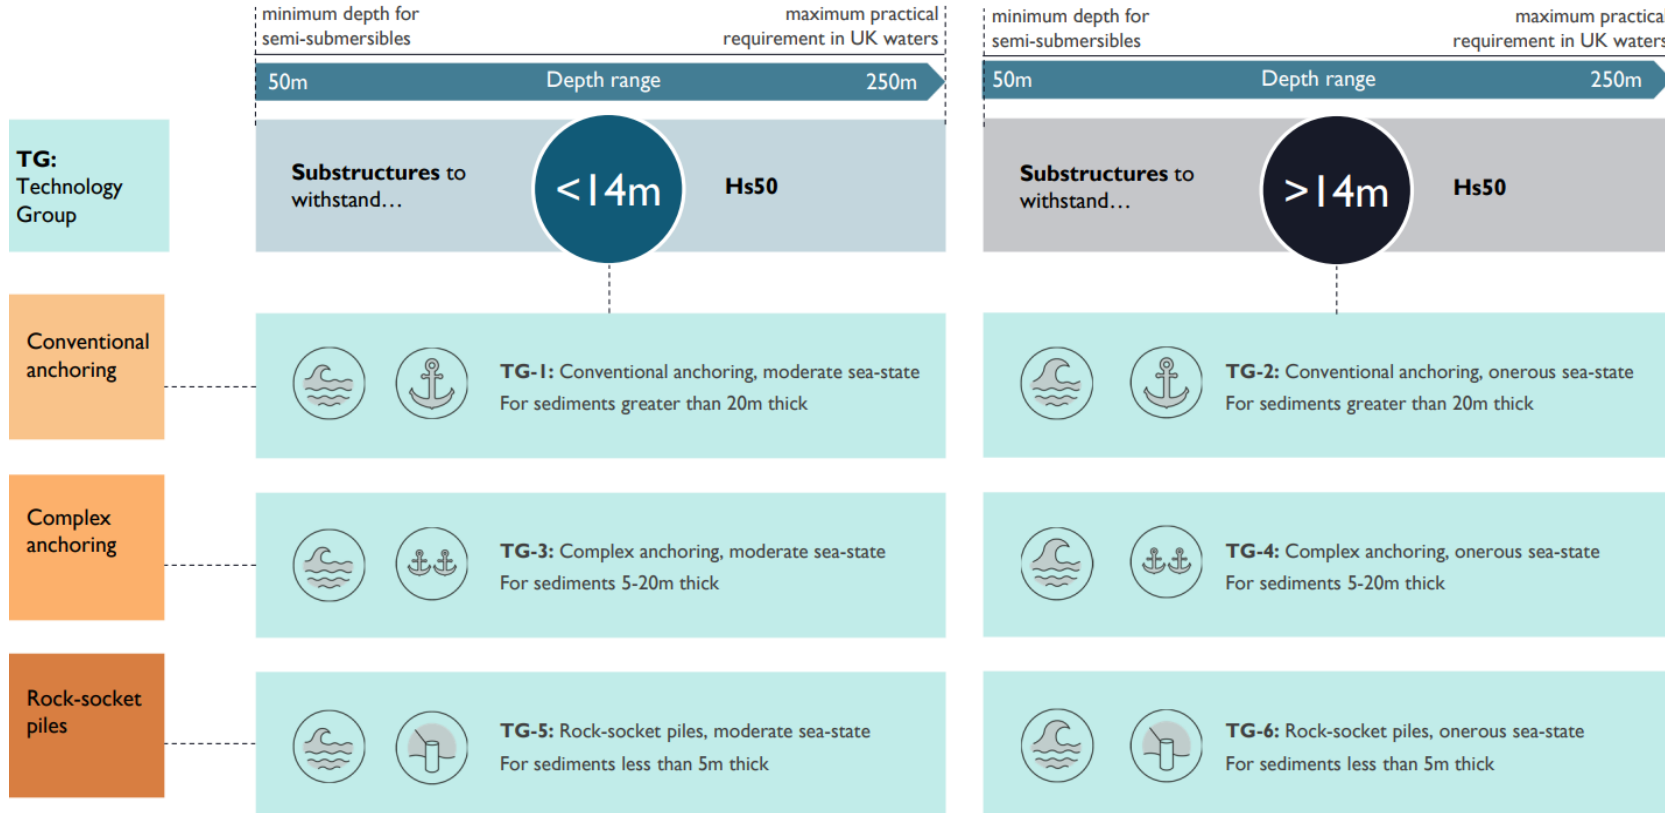 minimum depth for
semi-submersibles
maximum practical
requirement in UK waters
minimum depth for
semi-submersibles
maximum practical
requirement in UK waters
50m
Depth range
250m
50m
Depth range
250m
TG:
Technology
Group
Substructures to
withstand...
<14m
Hs50
Substructures to
withstand...
>14m
Hs50
Conventional
anchoring
TG-1: Conventional anchoring, moderate sea-state
For sediments greater than 20m thick
TG-2: Conventional anchoring, onerous sea-state
For sediments greater than 20m thick
Complex
anchoring
TG-3: Complex anchoring, moderate sea-state
For sediments 5-20m thick
TG-4: Complex anchoring, onerous sea-state
For sediments 5-20m thick
Rock-socket
piles
TG-5: Rock-socket piles, moderate sea-state
For sediments less than 5m thick
TG-6: Rock-socket piles, onerous sea-state
For sediments less than 5m thick